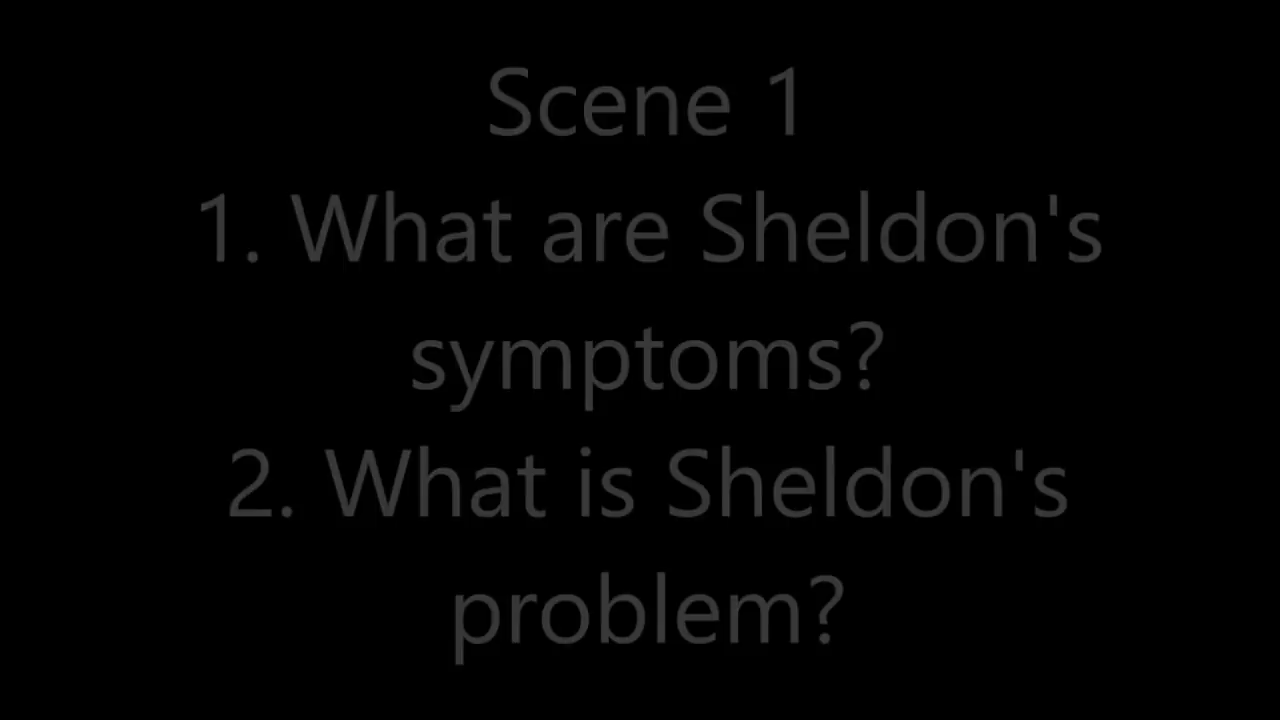 Scene 1
1. What are Sheldon's
symptoms?
2. What is Sheldon's
problem?